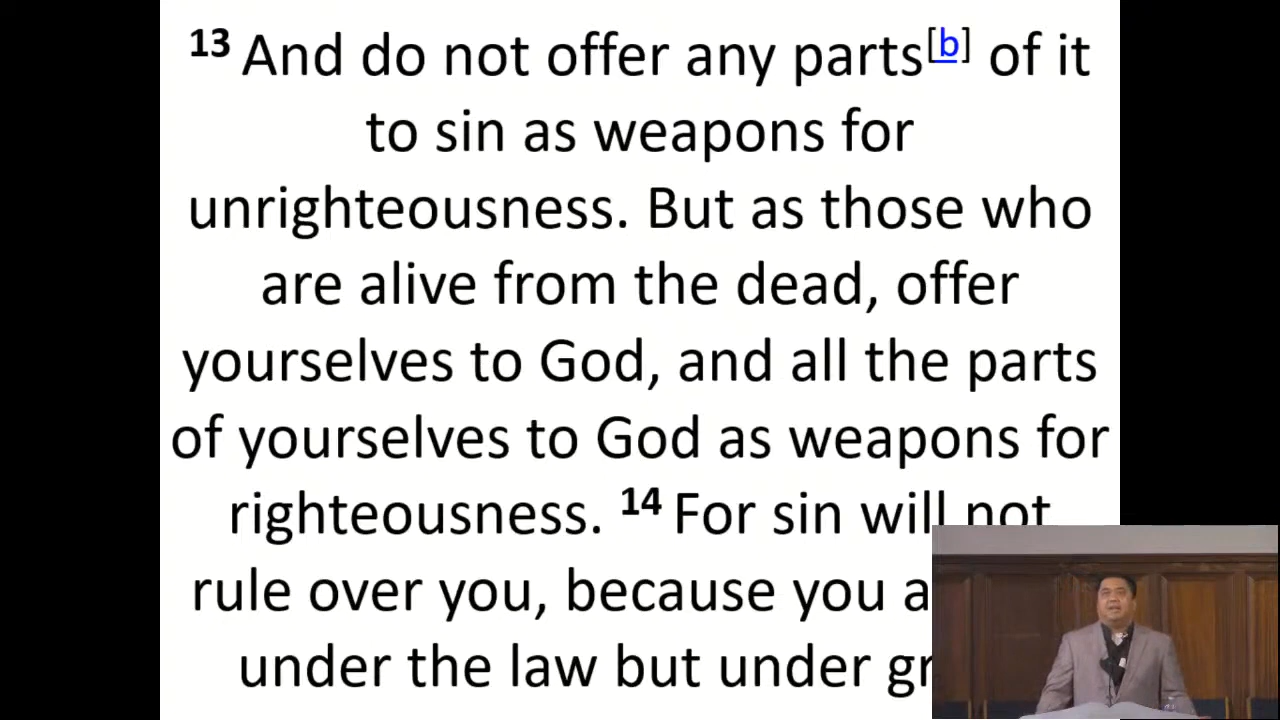 13 And do not offer any parts[b] of it
to sin as weapons for
unrighteousness. But as those who
are alive from the dead, offer
yourselves to God, and all the parts
of yourselves to God as weapons for
righteousness. 14 For sin will not
rule over you, because you
under the law but under